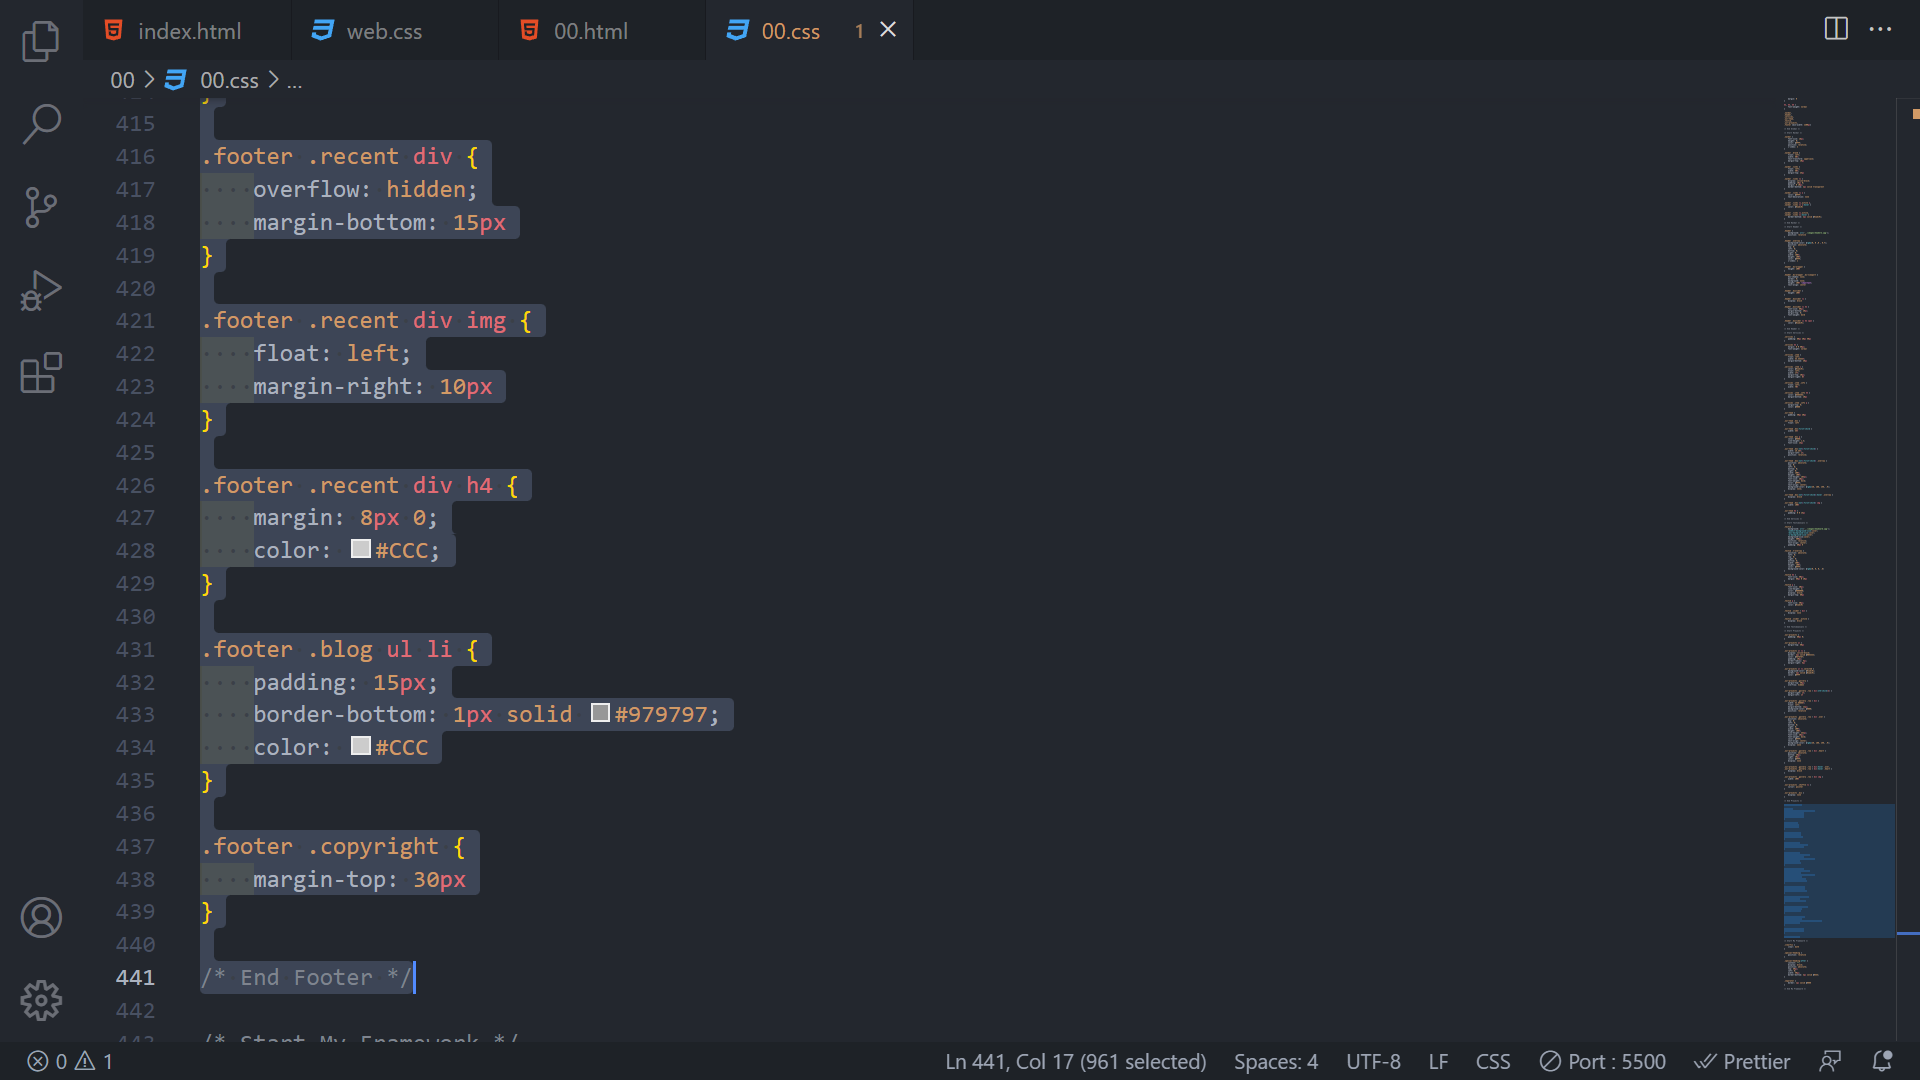 index.html
web.css
00.html
00.css 1
00 > 00.css > ...
415
416 .footer .recent div {
417 overflow: hidden;
418 margin-bottom: 15px
419 }
420
421 .footer .recent div img {
422 float: left;
423 margin-right: 10px
424 }
425
426 .footer .recent div h4 {
427 margin: 8px 0;
428 color: #CCC;
429 }
430
431 .footer .blog ul li {
432 padding: 15px;
433 border-bottom: 1px solid #979797;
434 color: #CCC
435 }
436
437 .footer .copyright {
438 margin-top: 30px
439 }
440
441 /* End Footer */
442
443 /* Start My Framework */
0 1
Ln 441, Col 17 (961 selected)
Spaces: 4
UTF-8
LF
CSS
Port : 5500
Prettier